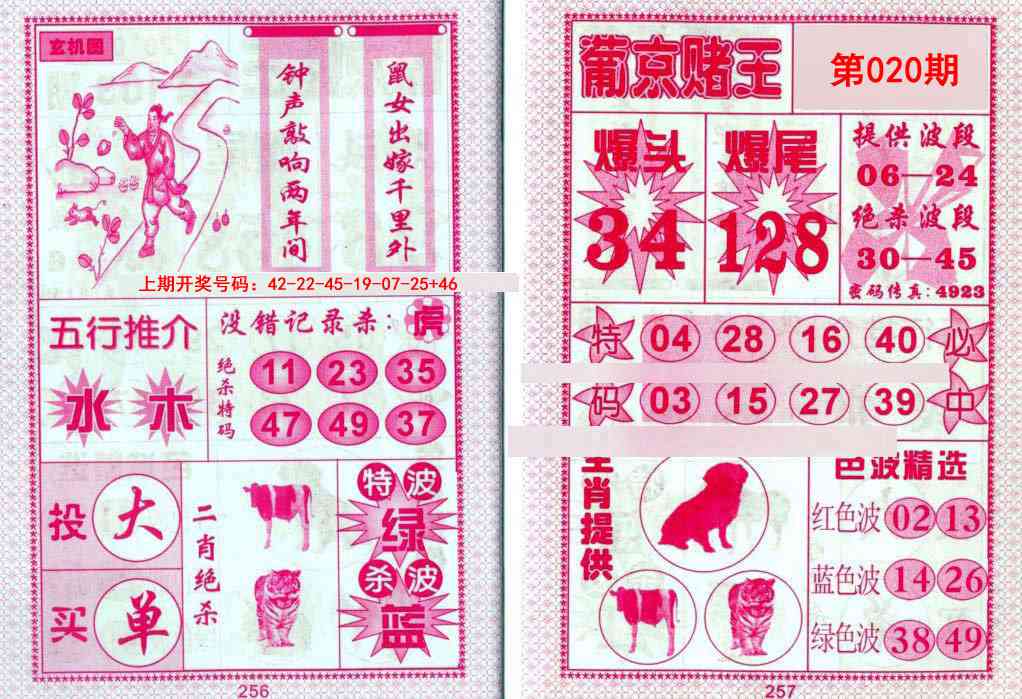 玄机图
鼠女出嫁千里外
钟声敲响两年间
上期开奖号码：42-22-45-19-07-25+46
五行推介
水 木
没错记录杀：虎
绝杀特码
11 23 35
47 49 37
投 大
买 单
二肖绝杀
特波
绿
杀波
蓝
256
葡京赌王
第020期
爆头
34
爆尾
128
提供波段
06—24
绝杀波段
30—45
密码传真：4923
特 04 28 16 40 必
码 03 15 27 39 中
生肖提供
色波精选
红色波 02 13
蓝色波 14 26
绿色波 38 49
257